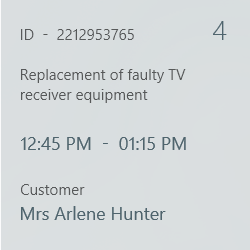 ID - 2212953765 4
Replacement of faulty TV
receiver equipment
12:45 PM - 01:15 PM
Customer
Mrs Arlene Hunter